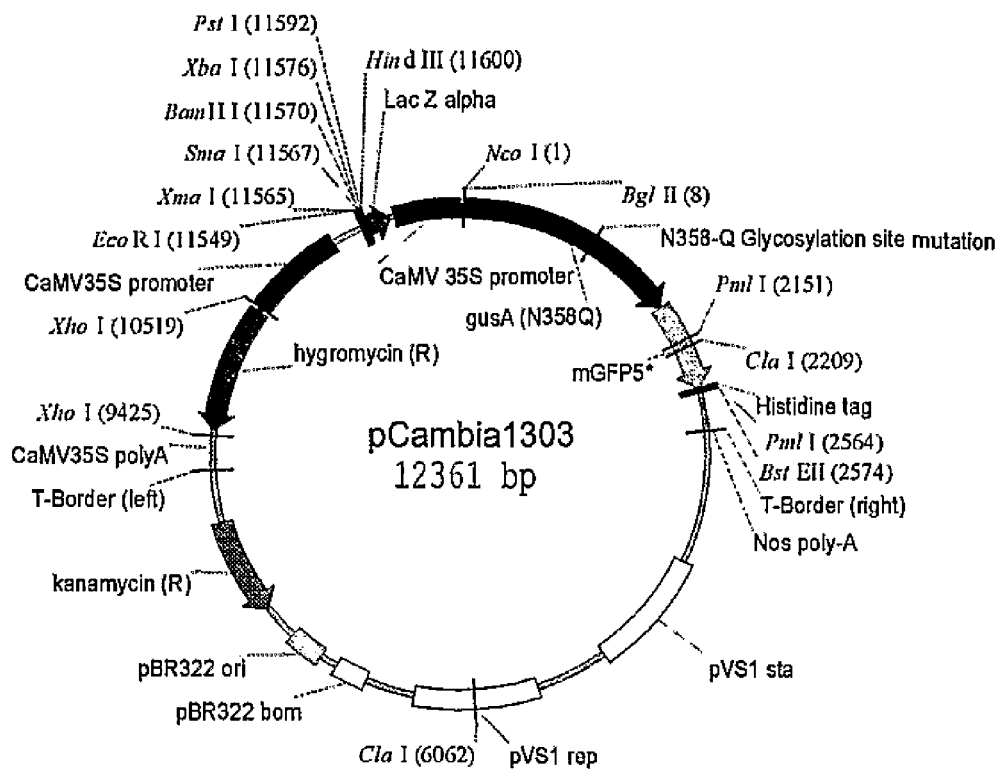 Pst I (11592)
Xba I (11576)
Hin d III (11600)
BamII I (11570)
Lac Z alpha
Sma I (11567)
Nco I (1)
Xma I (11565)
Bgl II (8)
Eco R I (11549)
N358-Q Glycosylation site mutation
CaMV35S promoter
CaMV 35S promoter
Pml I (2151)
Xho I (10519)
gusA (N358Q)
hygromycin (R)
mGFP5*
Cla I (2209)
Xho I (9425)
Histidine tag
CaMV35S polyA
pCambia1303
Pml I (2564)
12361 bp
Bst EII (2574)
T-Border (left)
T-Border (right)
Nos poly-A
kanamycin (R)
pBR322 ori
pVS1 sta
pBR322 bom
Cla I (6062)
pVS1 rep